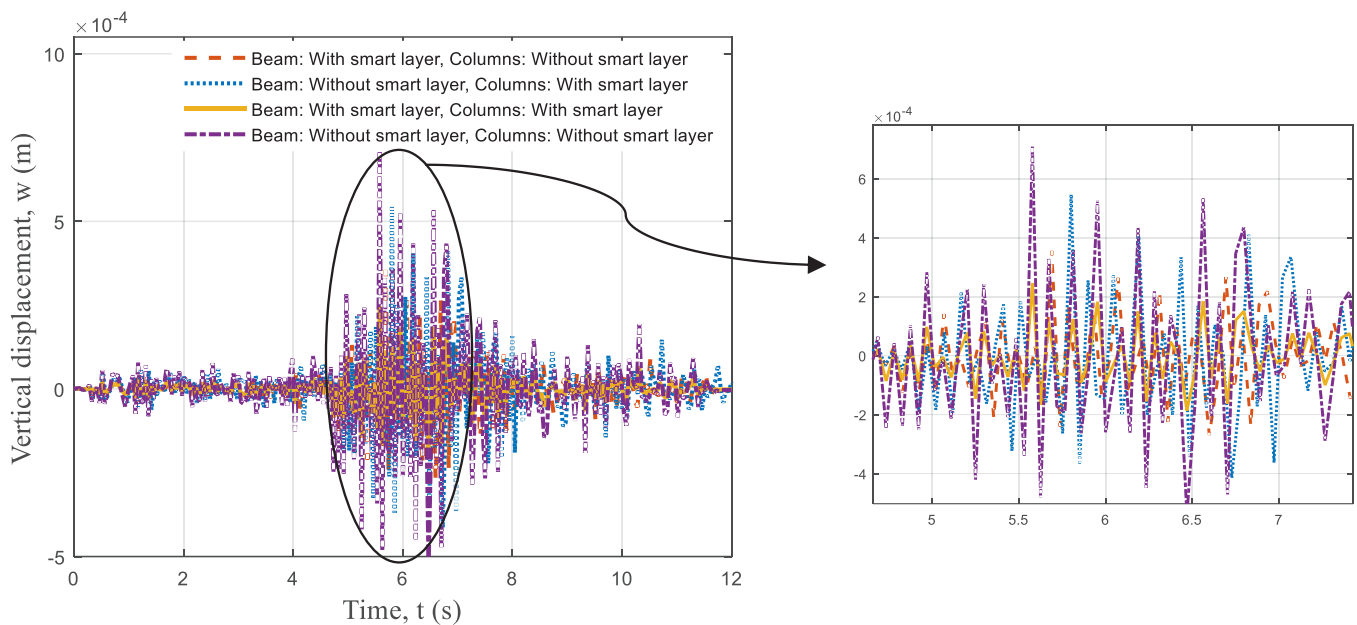 ×10-4
10
5
0
-5
Beam: With smart layer, Columns: Without smart layer
Beam: Without smart layer, Columns: With smart layer
Beam: With smart layer, Columns: With smart layer
Beam: Without smart layer, Columns: Without smart layer
Vertical displacement, w (m)
0 2 4 6 8 10 12
Time, t (s)
×10-4
6
4
2
0
-2
-4
5 5.5 6 6.5 7